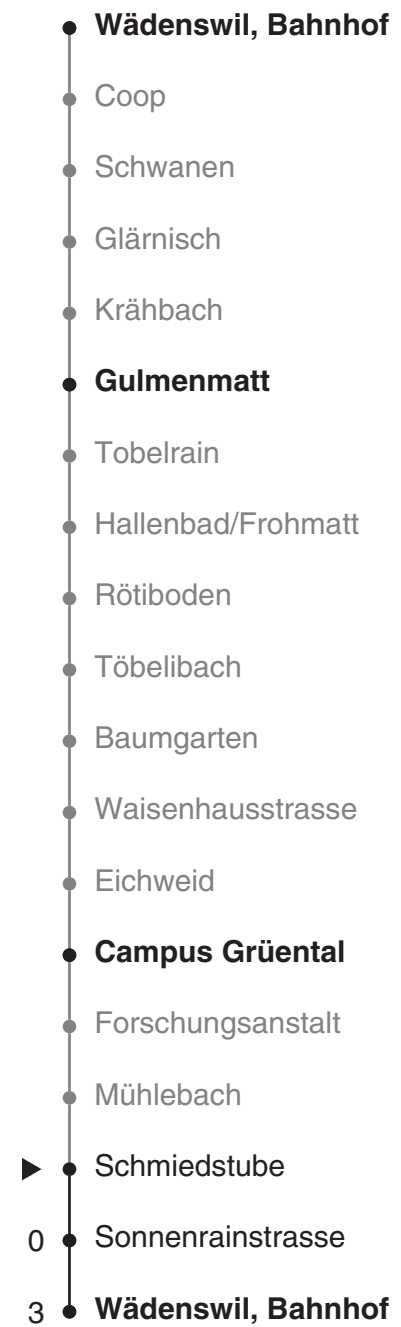 Wädenswil, Bahnhof
Coop
Schwanen
Glärnisch
Krähbach
Gulmenmatt
Tobelrain
Hallenbad/Frohmatt
Rötiboden
Töbelibach
Baumgarten
Waisenhausstrasse
Eichweid
Campus Grüental
Forschungsanstalt
Mühlebach
Schmiedstube
0 Sonnenrainstrasse
3 Wädenswil, Bahnhof